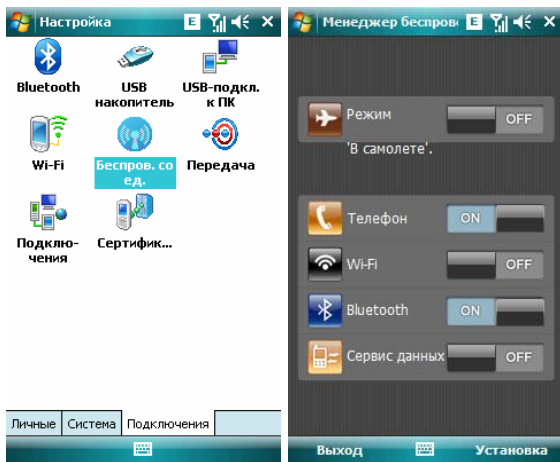 Настройка E
Bluetooth
USB
накопитель
USB-подкл.
к ПК
Wi-Fi
Беспров. со
ед.
Передача
Подклю-
чения
Сертифик...
Личные Система Подключения
Менеджер беспров E
Режим OFF
'В самолете'.
Телефон ON
Wi-Fi OFF
Bluetooth ON
Сервис данных OFF
Выход Установка